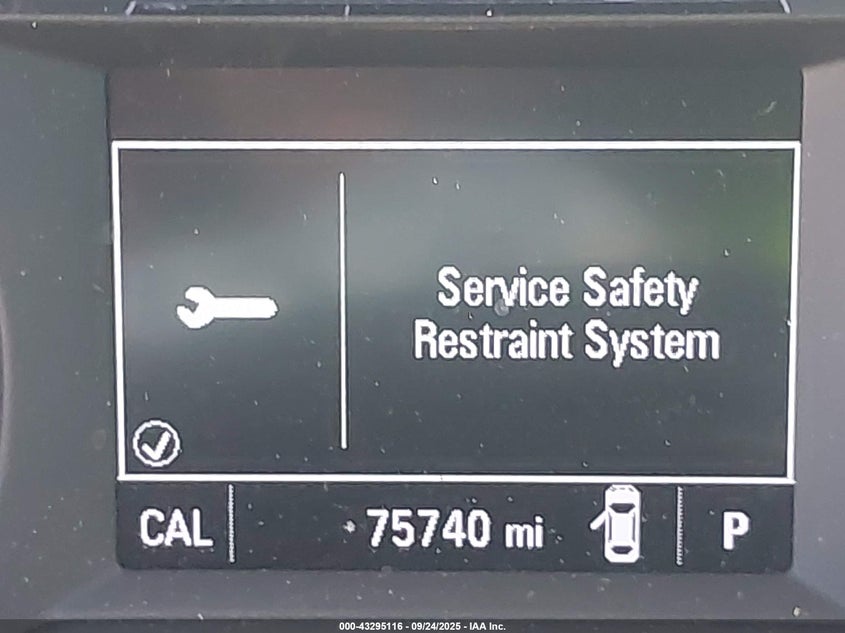 Service Safety
Restraint System
CAL 75740 mi P
000-43295116 - 09/24/2025 - IAA Inc.